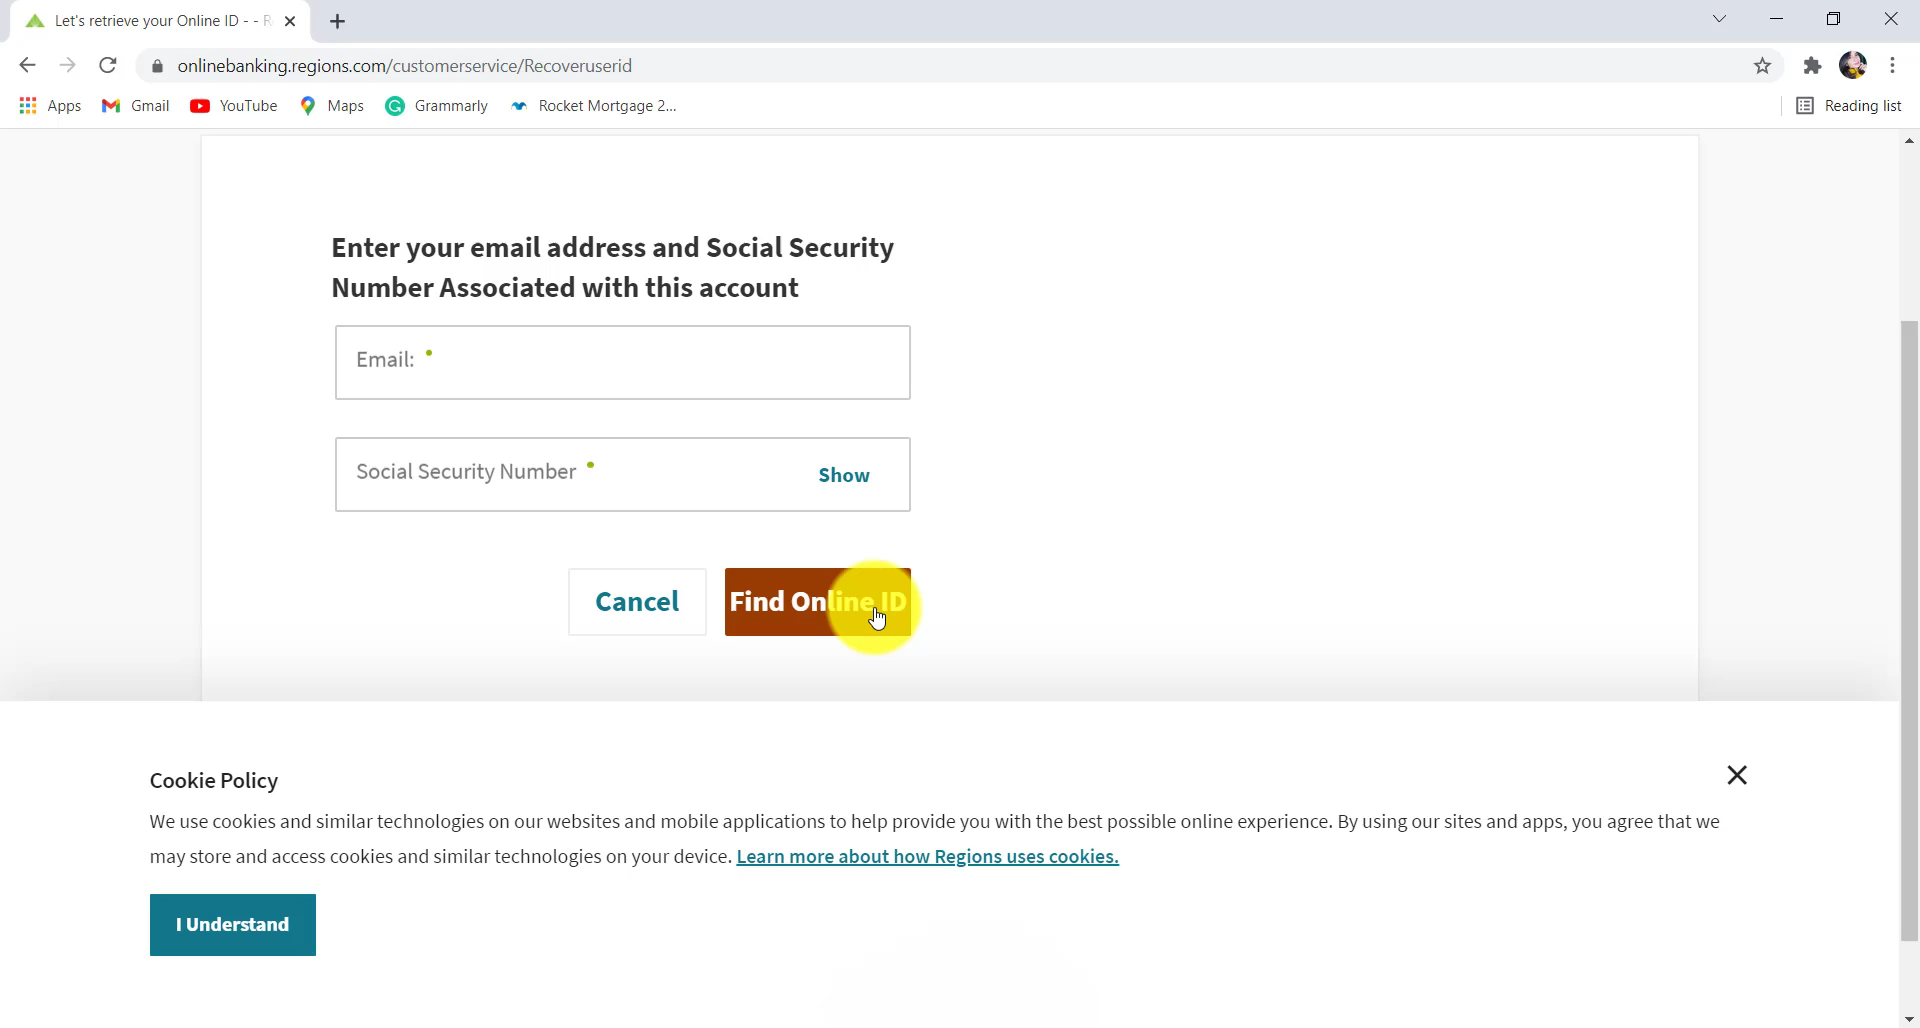 Let's retrieve your Online ID - - R
onlinebanking.regions.com/customerservice/Recoveruserid
Apps
Gmail
YouTube
Maps
Grammarly
Rocket Mortgage 2...
Reading list
Enter your email address and Social Security
Number Associated with this account
Email:
Social Security Number
Show
Cancel
Find Online ID
Cookie Policy
We use cookies and similar technologies on our websites and mobile applications to help provide you with the best possible online experience. By using our sites and apps, you agree that we
may store and access cookies and similar technologies on your device. Learn more about how Regions uses cookies.
I Understand